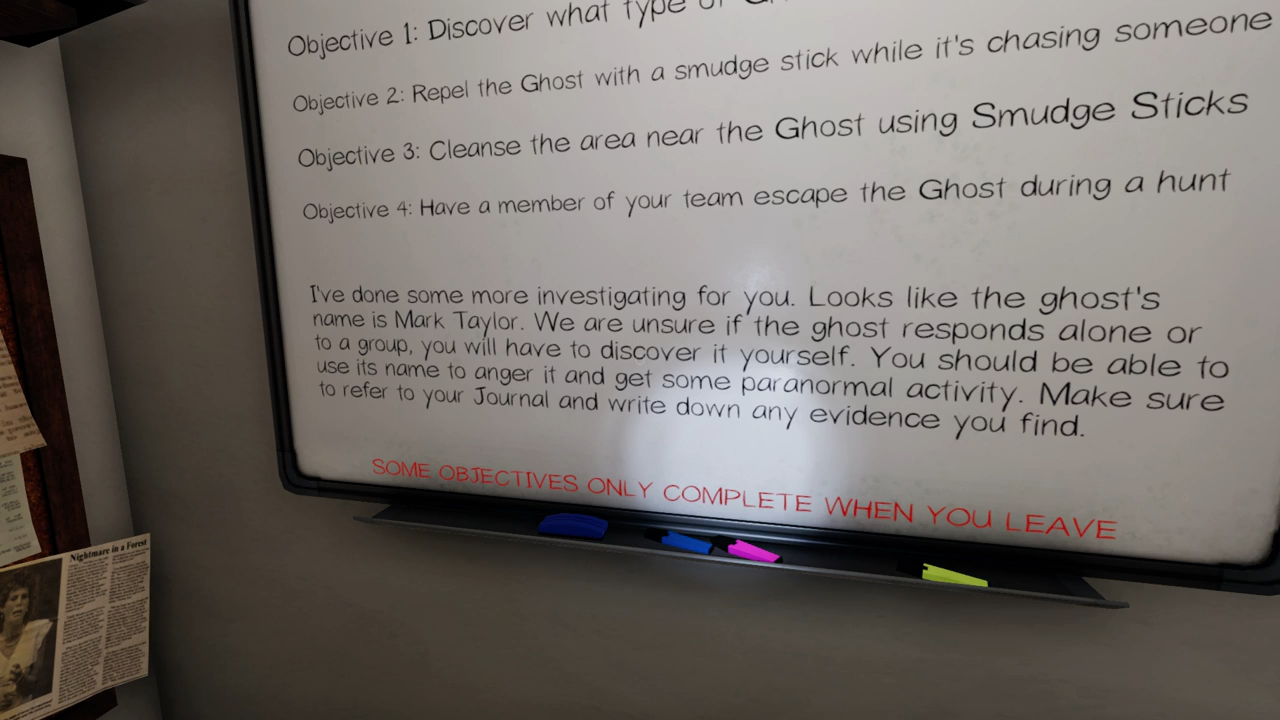 Objective 1: Discover what type of
Objective 2: Repel the Ghost with a smudge stick while it's chasing someone
Objective 3: Cleanse the area near the Ghost using Smudge Sticks
Objective 4: Have a member of your team escape the Ghost during a hunt
I've done some more investigating for you. Looks like the ghost's
name is Mark Taylor. We are unsure if the ghost responds alone or
to a group, you will have to discover it yourself. You should be able to
use its name to anger it and get some paranormal activity. Make sure
to refer to your Journal and write down any evidence you find.
SOME OBJECTIVES ONLY COMPLETE WHEN YOU LEAVE
Nightmare in a Forest